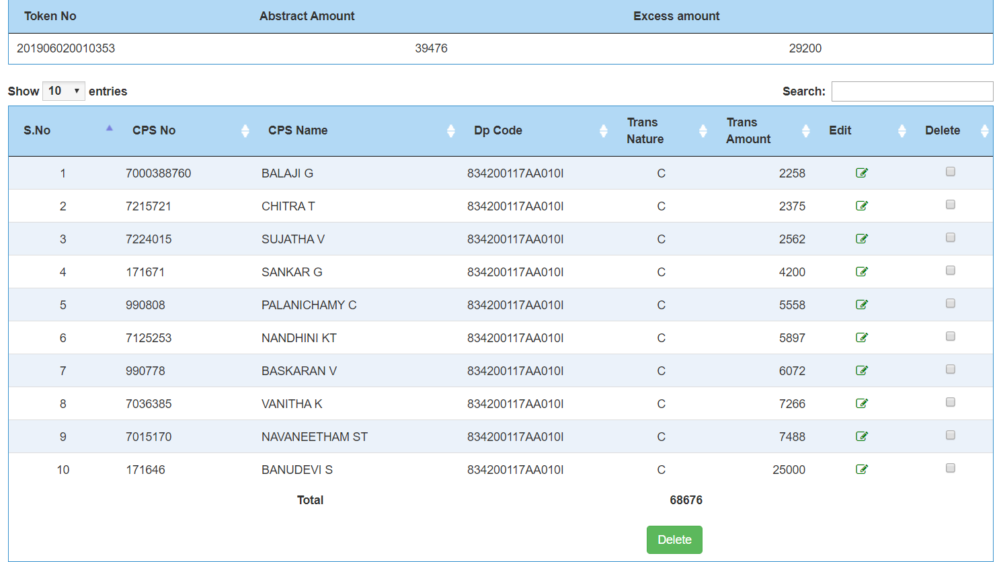 Token No Abstract Amount Excess amount
201906020010353 39476 29200
Show 10 entries Search:
S.No CPS No CPS Name Dp Code Trans Nature Trans Amount Edit Delete
1 7000388760 BALAJI G 834200117AA010I C 2258
2 7215721 CHITRA T 834200117AA010I C 2375
3 7224015 SUJATHA V 834200117AA010I C 2562
4 171671 SANKAR G 834200117AA010I C 4200
5 990808 PALANICHAMY C 834200117AA010I C 5558
6 7125253 NANDHINI KT 834200117AA010I C 5897
7 990778 BASKARAN V 834200117AA010I C 6072
8 7036385 VANITHA K 834200117AA010I C 7266
9 7015170 NAVANEETHAM ST 834200117AA010I C 7488
10 171646 BANUDEVI S 834200117AA010I C 25000
Total 68676
Delete